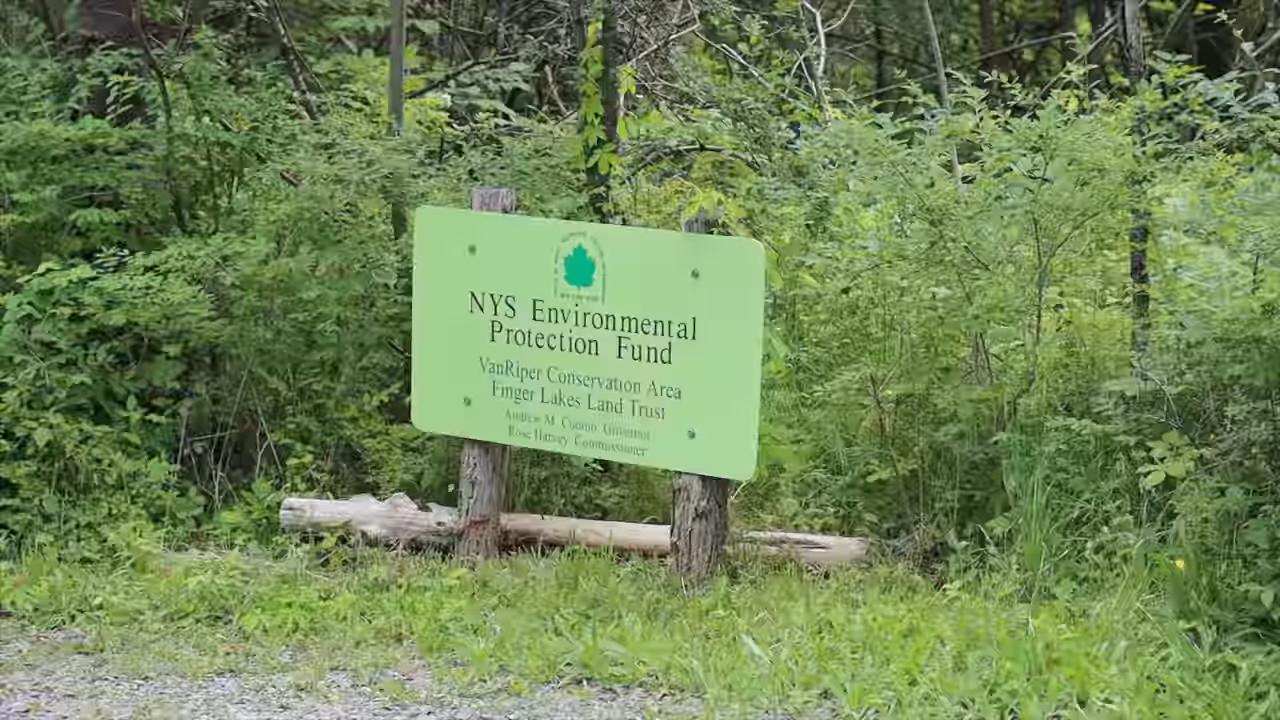 NYS Environmental
Protection Fund
VanRiper Conservation Area
Finger Lakes Land Trust
Andrew M. Cuomo, Governor
Rose Harvey, Commissioner